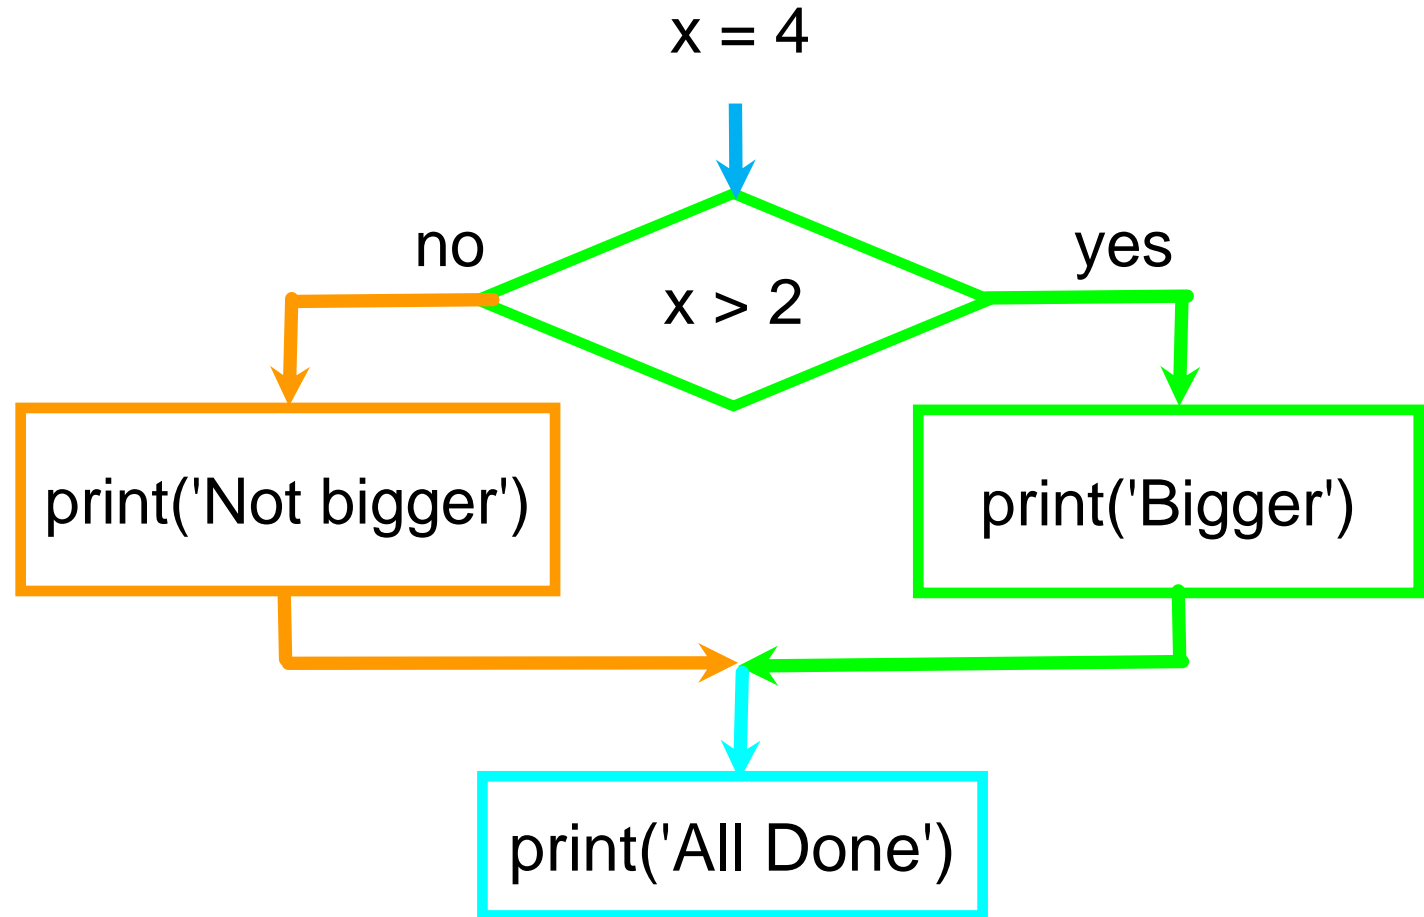 x = 4
no
yes
x > 2
print('Not bigger')
print('Bigger')
print('All Done')